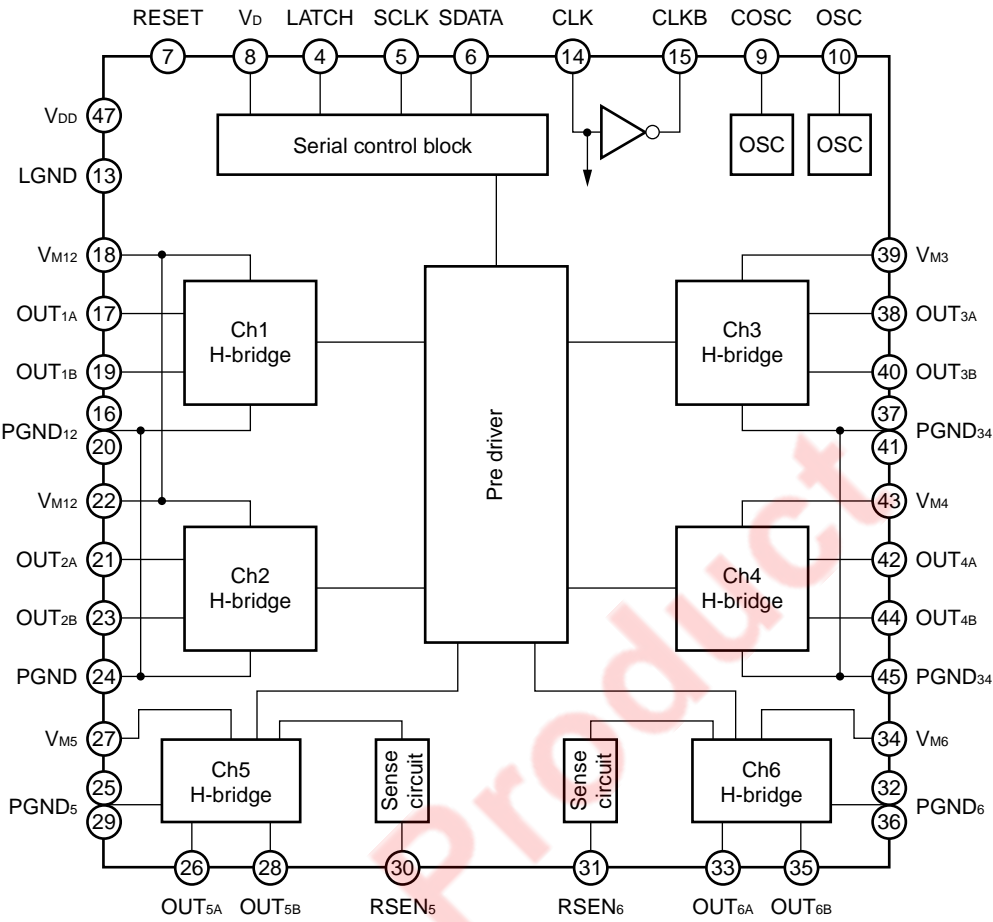 RESET VD LATCH SCLK SDATA CLK CLKB COSC OSC
7 8 4 5 6 14 15 9 10
VDD 47
Serial control block
OSC OSC
LGND 13
VM12 18
39 VM3
OUT1A 17
38 OUT3A
Ch1
H-bridge
Ch3
H-bridge
OUT1B 19
40 OUT3B
16
PGND12
20
37
PGND34
41
Pre driver
VM12 22
43 VM4
OUT2A 21
42 OUT4A
Ch2
H-bridge
Ch4
H-bridge
OUT2B 23
44 OUT4B
PGND 24
45 PGND34
VM5 27
34 VM6
Ch5
H-bridge
Sense
circuit
Sense
circuit
Ch6
H-bridge
25
PGND5
29
32
PGND6
36
26 28 30 31 33 35
OUT5A OUT5B RSEN5 RSEN6 OUT6A OUT6B
Product